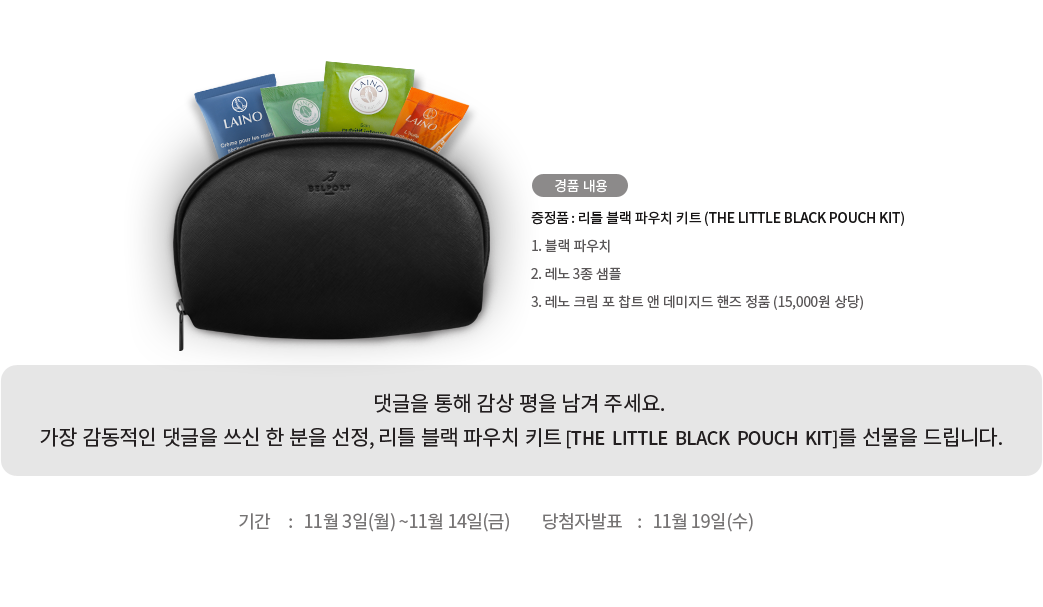 LAINO
Crème pour les mains
LAINO
LAINO
LAINO
BELPORT
경품 내용
증정품 : 리틀 블랙 파우치 키트 (THE LITTLE BLACK POUCH KIT)
1. 블랙 파우치
2. 레노 3종 샘플
3. 레노 크림 포 찹트 앤 데미지드 핸즈 정품 (15,000원 상당)
댓글을 통해 감상 평을 남겨 주세요.
가장 감동적인 댓글을 쓰신 한 분을 선정, 리틀 블랙 파우치 키트 [THE LITTLE BLACK POUCH KIT]를 선물을 드립니다.
기간 : 11월 3일(월) ~11월 14일(금) 당첨자발표 : 11월 19일(수)